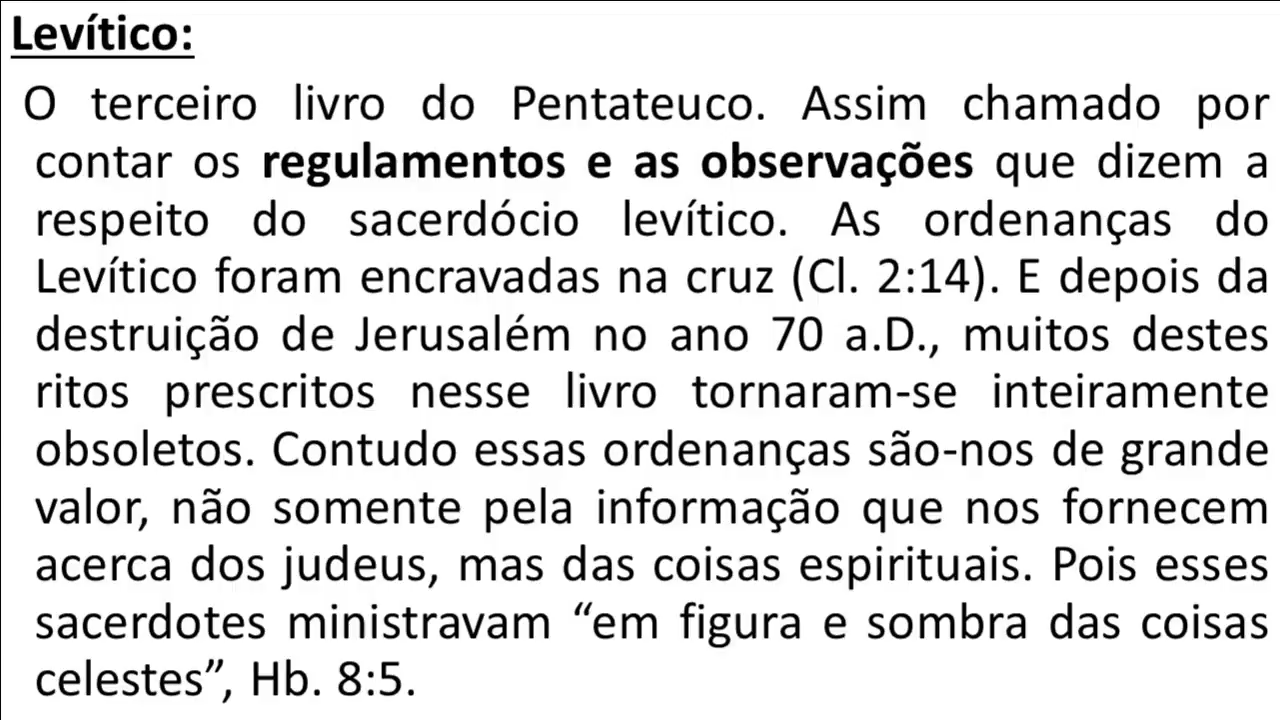 Levítico:
O terceiro livro do Pentateuco. Assim chamado por
contar os regulamentos e as observações que dizem a
respeito do sacerdócio levítico. As ordenanças do
Levítico foram encravadas na cruz (Cl. 2:14). E depois da
destruição de Jerusalém no ano 70 a.D., muitos destes
ritos prescritos nesse livro tornaram-se inteiramente
obsoletos. Contudo essas ordenanças são-nos de grande
valor, não somente pela informação que nos fornecem
acerca dos judeus, mas das coisas espirituais. Pois esses
sacerdotes ministravam “em figura e sombra das coisas
celestes”, Hb. 8:5.